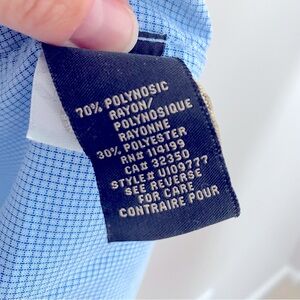 70% POLYNOSIC
RAYON/
POLYNOSIQUE
RAYONNE
30% POLYESTER
RN# 114199
CA# 32350
STYLE# U109777
SEE REVERSE
FOR CARE
CONTRAIRE POUR